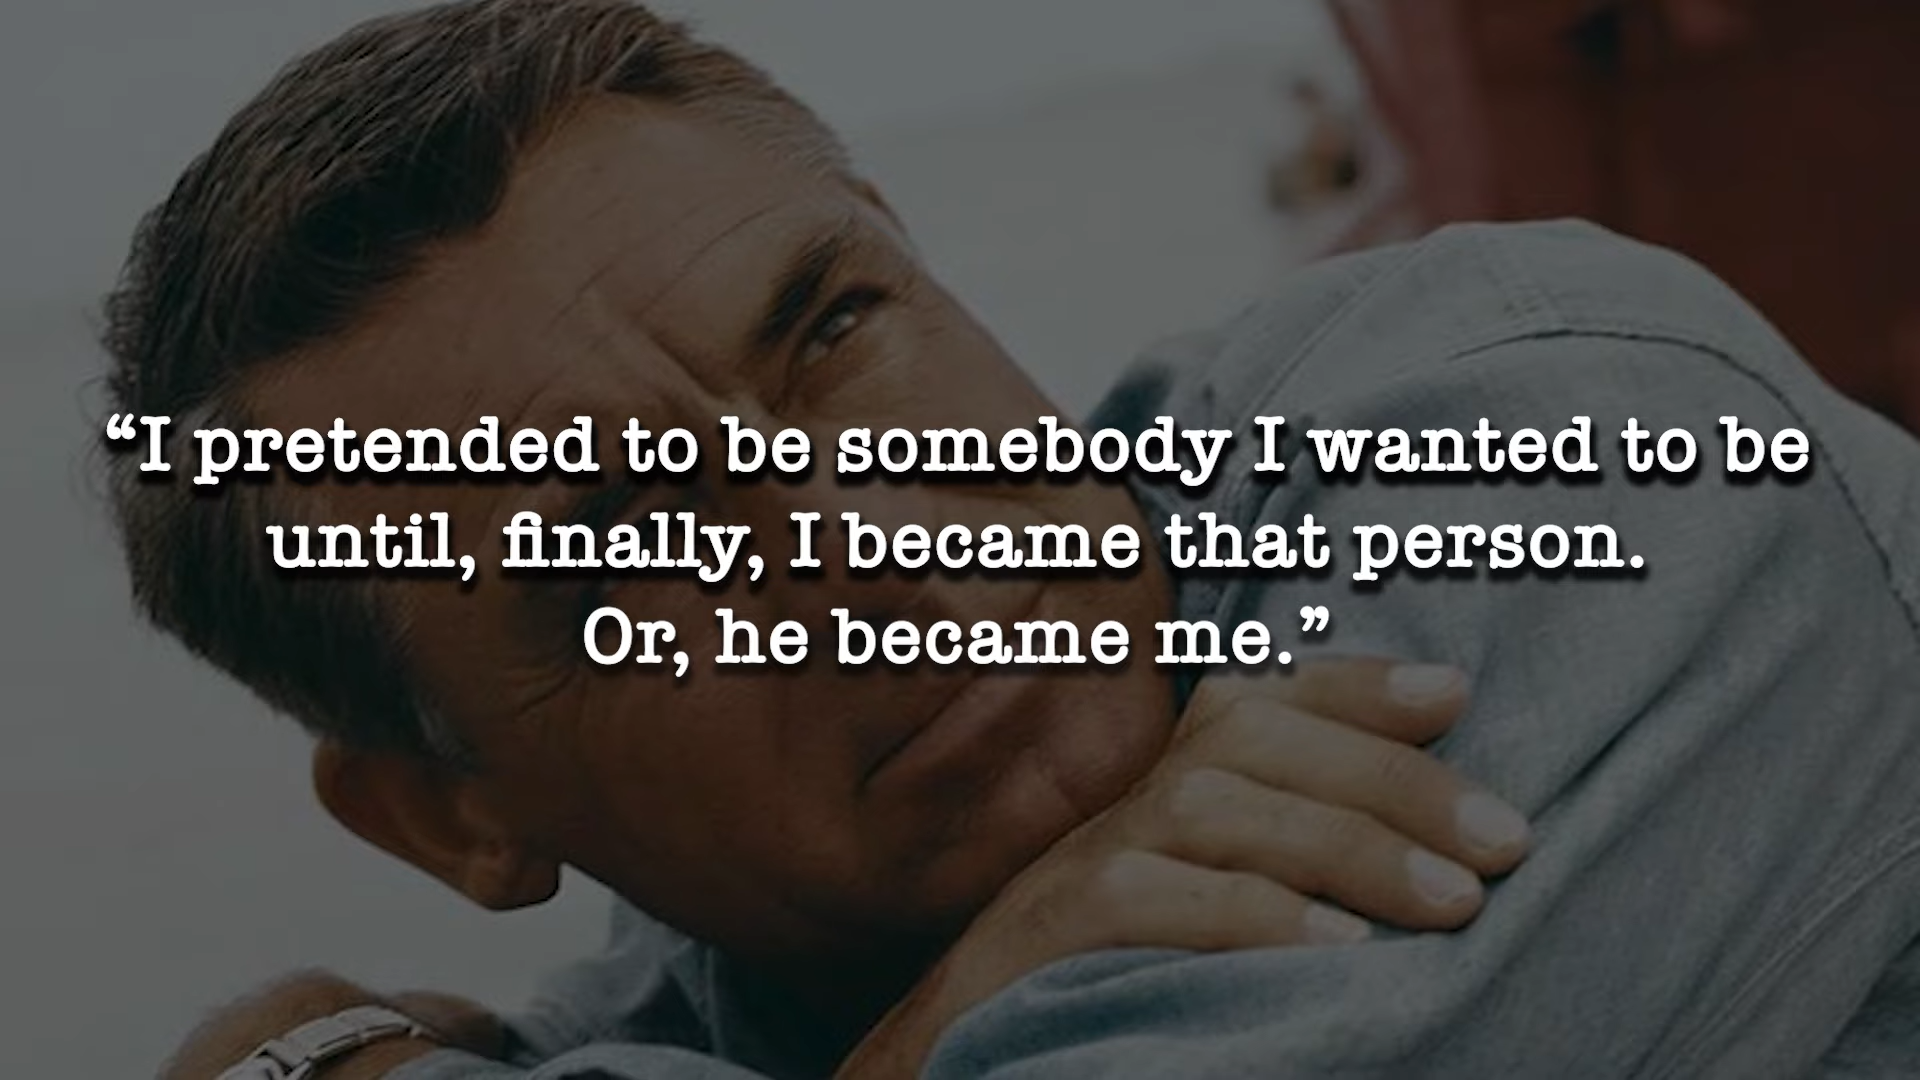 “I pretended to be somebody I wanted to be
until, finally, I became that person.
Or, he became me.”